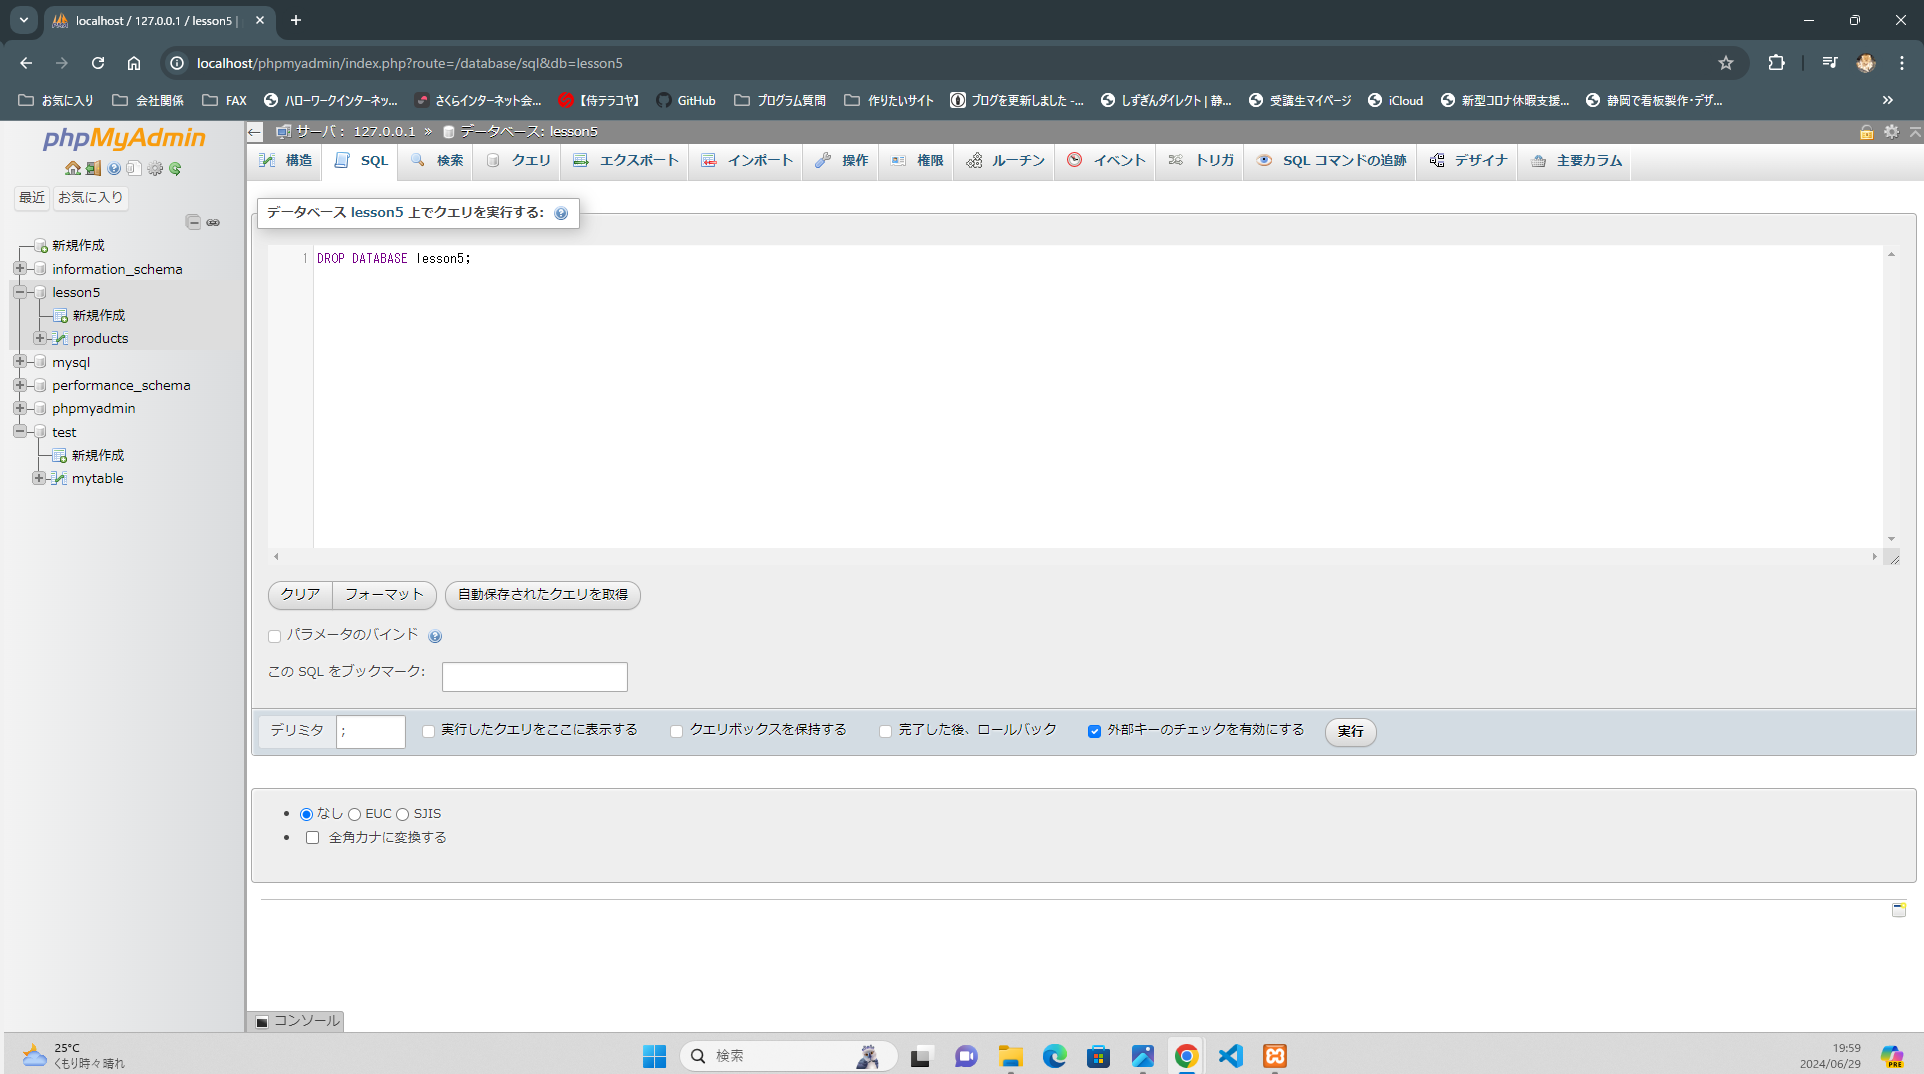 localhost / 127.0.0.1 / lesson5 |
localhost/phpmyadmin/index.php?route=/database/sql&db=lesson5
お気に入り 会社関係 FAX ハローワークインターネッ... さくらインターネット会... 【侍テラコヤ】 GitHub プログラム質問 作りたいサイト ブログを更新しました -... しずぎんダイレクト | 静... 受講生マイページ iCloud 新型コロナ休暇支援... 静岡で看板製作・デザ...
phpMyAdmin
最近 お気に入り
新規作成
information_schema
lesson5
新規作成
products
mysql
performance_schema
phpmyadmin
test
新規作成
mytable
サーバ: 127.0.0.1 » データベース: lesson5
構造 SQL 検索 クエリ エクスポート インポート 操作 権限 ルーチン イベント トリガ SQL コマンドの追跡 デザイナ 主要カラム
データベース lesson5 上でクエリを実行する:
1 DROP DATABASE lesson5;
クリア フォーマット 自動保存されたクエリを取得
パラメータのバインド
この SQL をブックマーク:
デリミタ ; 実行したクエリをここに表示する クエリボックスを保持する 完了した後、ロールバック 外部キーのチェックを有効にする 実行
なし EUC SJIS
全角カナに変換する
コンソール
25°C
くもり時々晴れ
検索
19:59
2024/06/29
PRE